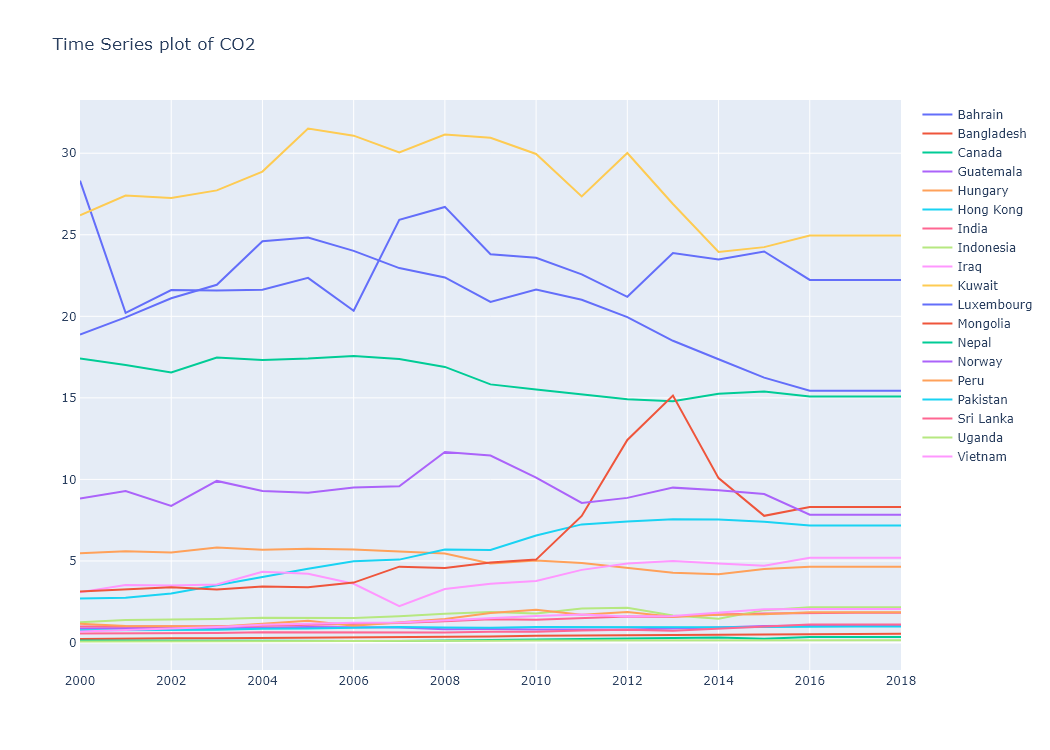 Time Series plot of CO2
30
25
20
15
10
5
0
2000 2002 2004 2006 2008 2010 2012 2014 2016 2018
Bahrain
Bangladesh
Canada
Guatemala
Hungary
Hong Kong
India
Indonesia
Iraq
Kuwait
Luxembourg
Mongolia
Nepal
Norway
Peru
Pakistan
Sri Lanka
Uganda
Vietnam